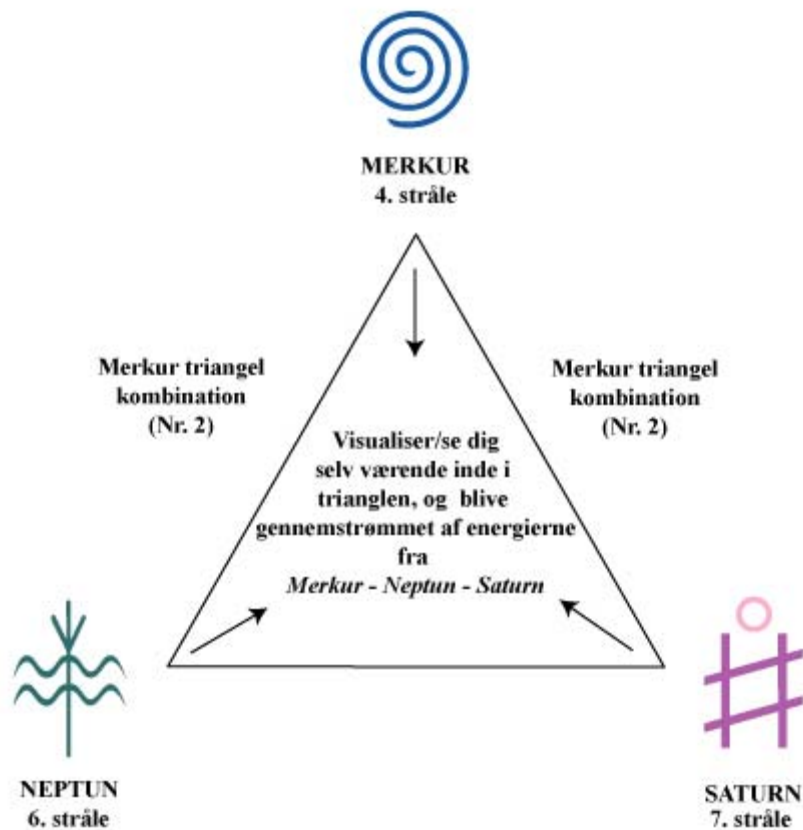 MERKUR
4. stråle
Merkur triangel
kombination
(Nr. 2)
Merkur triangel
kombination
(Nr. 2)
Visualiser/se dig
selv værende inde i
trianglen, og blive
gennemstrømmet af energierne
fra
Merkur - Neptun - Saturn
NEPTUN
6. stråle
SATURN
7. stråle